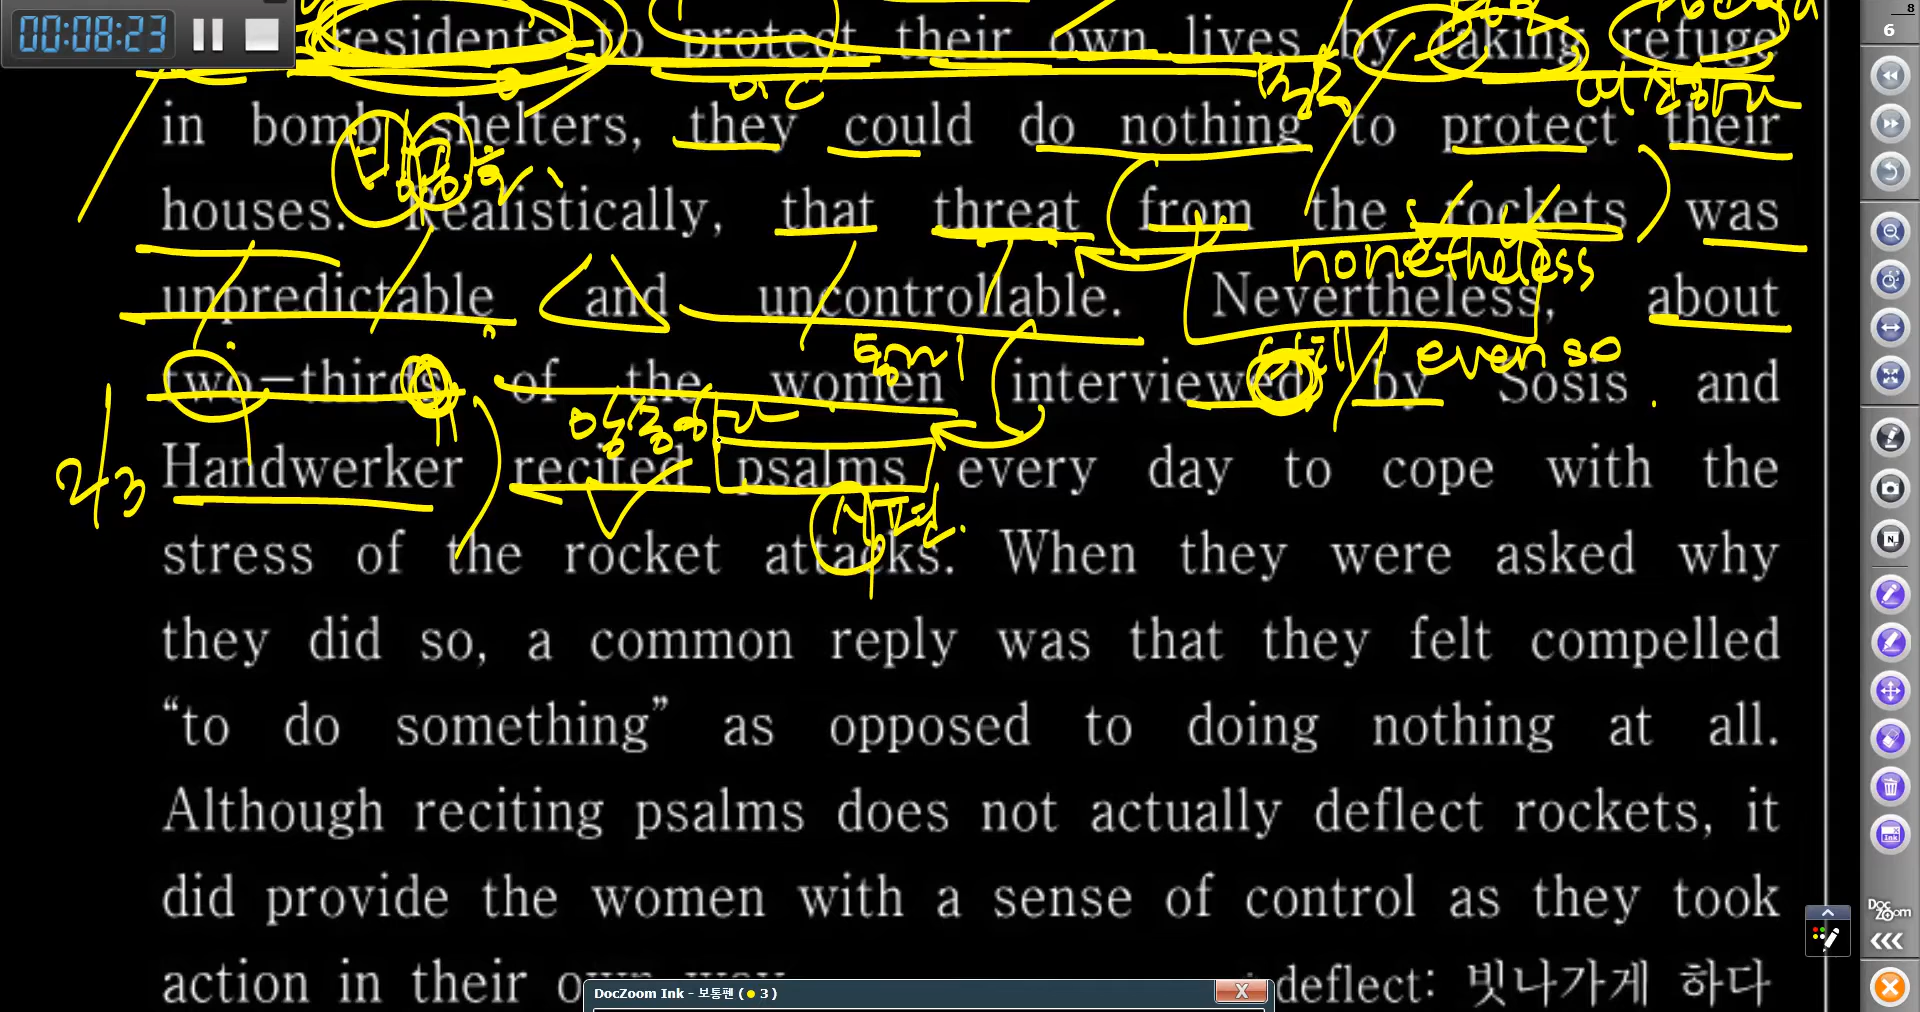 00:08:23
8
6
residents to protect their own lives by taking refuge
in bomb shelters, they could do nothing to protect their
houses. Realistically, that threat from the rockets was
nonetheless
unpredictable and uncontrollable. Nevertheless, about
still even so
two-thirds of the women interviewed by Sosis and
2/3
Handwerker recited psalms every day to cope with the
stress of the rocket attacks. When they were asked why
they did so, a common reply was that they felt compelled
“to do something” as opposed to doing nothing at all.
Although reciting psalms does not actually deflect rockets, it
did provide the women with a sense of control as they took
action in their own way.
deflect: 빗나가게 하다
DocZoom Ink - 보통펜 ( 3 )
Doc
Zoom